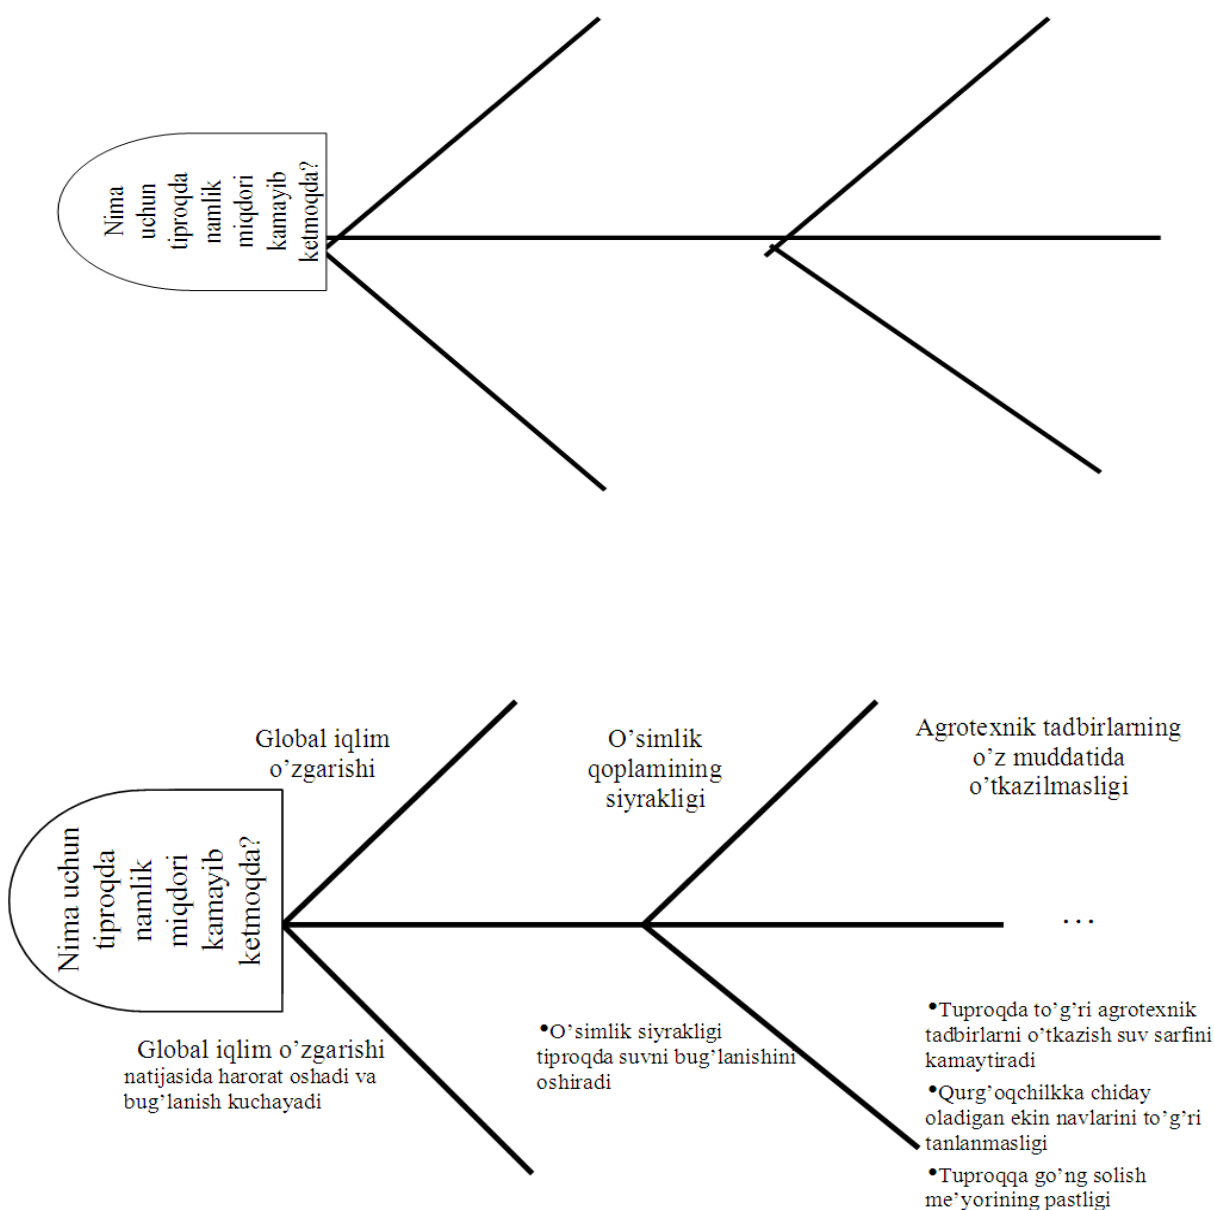 Nima
uchun
tiproqda
namlik
miqdori
kamayib
ketmoqda?
Global iqlim
o’zgarishi
O’simlik
qoplamining
siyrakligi
Agrotexnik tadbirlarning
o’z muddatida
o’tkazilmasligi
Nima uchun
tiproqda
namlik
miqdori
kamayib
ketmoqda?
...
Global iqlim o’zgarishi
natijasida harorat oshadi va
bug’lanish kuchayadi
•O’simlik siyrakligi
tiproqda suvni bug’lanishini
oshiradi
•Tuproqda to’g’ri agrotexnik
tadbirlarni o’tkazish suv sarfini
kamaytiradi
•Qurg’oqchilkka chiday
oladigan ekin navlarini to’g’ri
tanlanmasligi
•Tuproqqa go’ng solish
me’yorining pastligi